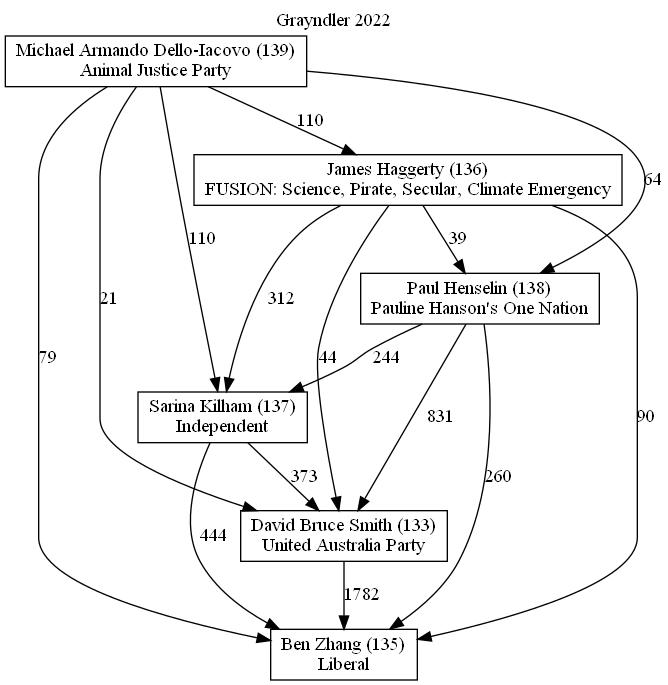 Grayndler 2022
Michael Armando Dello-Iacovo (139)
Animal Justice Party
110
James Haggerty (136)
FUSION: Science, Pirate, Secular, Climate Emergency
64
110
312
39
Paul Henselin (138)
Pauline Hanson's One Nation
21
79
44
244
Sarina Kilham (137)
Independent
831
90
373
260
444
David Bruce Smith (133)
United Australia Party
1782
Ben Zhang (135)
Liberal